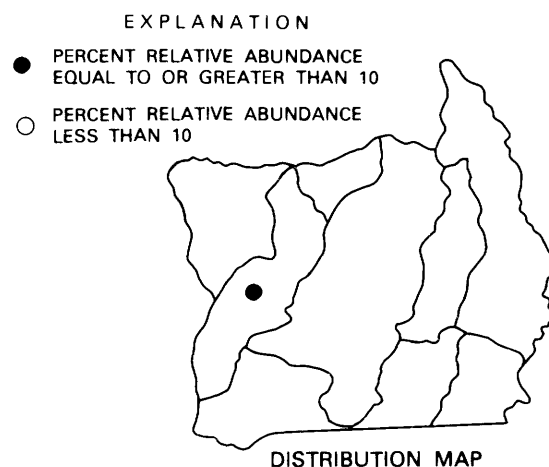 EXPLANATION
PERCENT RELATIVE ABUNDANCE
EQUAL TO OR GREATER THAN 10
PERCENT RELATIVE ABUNDANCE
LESS THAN 10
DISTRIBUTION MAP